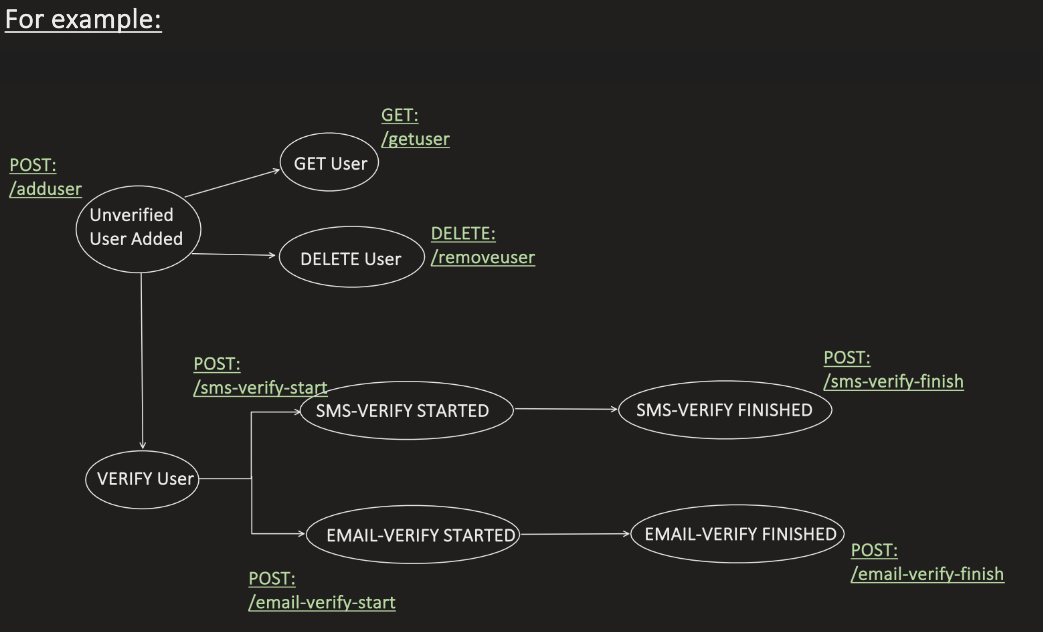 For example:
GET:
/getuser
GET User
POST:
/adduser
Unverified
User Added
DELETE:
/removeuser
DELETE User
POST:
/sms-verify-start
SMS-VERIFY STARTED
POST:
/sms-verify-finish
SMS-VERIFY FINISHED
VERIFY User
EMAIL-VERIFY STARTED
POST:
/email-verify-start
EMAIL-VERIFY FINISHED
POST:
/email-verify-finish